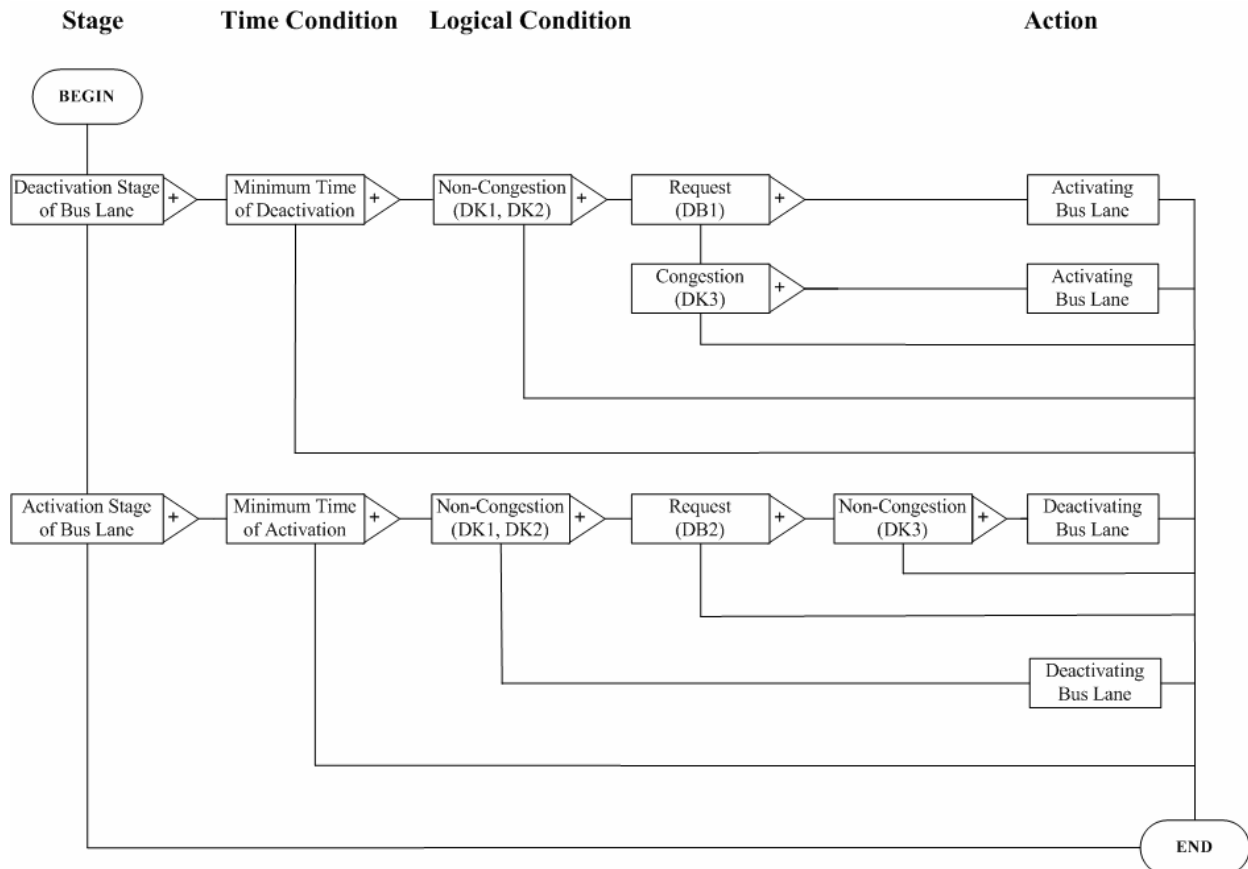 Stage Time Condition Logical Condition Action
BEGIN
Deactivation Stage
of Bus Lane
+
Minimum Time
of Deactivation
+
Non-Congestion
(DK1, DK2)
+
Request
(DB1)
+
Activating
Bus Lane
Congestion
(DK3)
+
Activating
Bus Lane
Activation Stage
of Bus Lane
+
Minimum Time
of Activation
+
Non-Congestion
(DK1, DK2)
+
Request
(DB2)
+
Non-Congestion
(DK3)
+
Deactivating
Bus Lane
Deactivating
Bus Lane
END